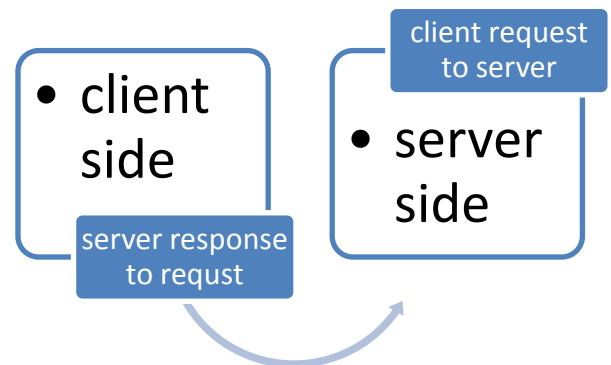 • client
side
server response
to requst
client request
to server
• server
side